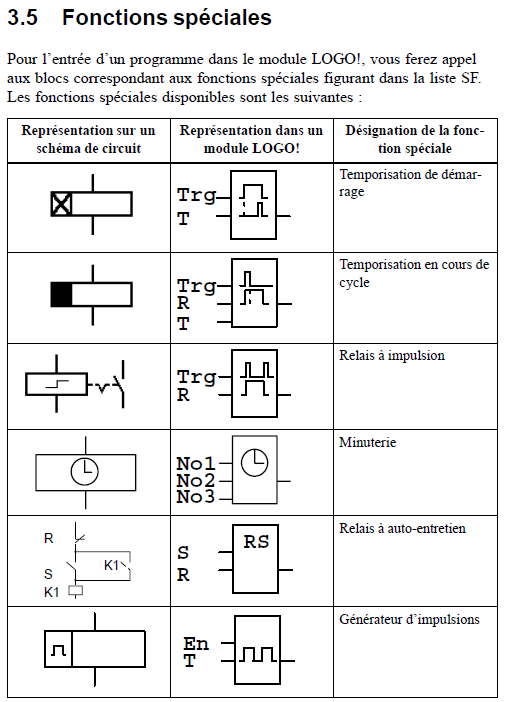 3.5 Fonctions spéciales
Pour l'entrée d'un programme dans le module LOGO!, vous ferez appel
aux blocs correspondant aux fonctions spéciales figurant dans la liste SF.
Les fonctions spéciales disponibles sont les suivantes :
Représentation sur un
schéma de circuit
Représentation dans un
module LOGO!
Désignation de la fonc-
tion spéciale
Trg
T
Temporisation de démar-
rage
Trg
R
T
Temporisation en cours de
cycle
Trg
R
Relais à impulsion
No1
No2
No3
Minuterie
R
S
K1
K1
S
R
RS
Relais à auto-entretien
En
T
Générateur d'impulsions